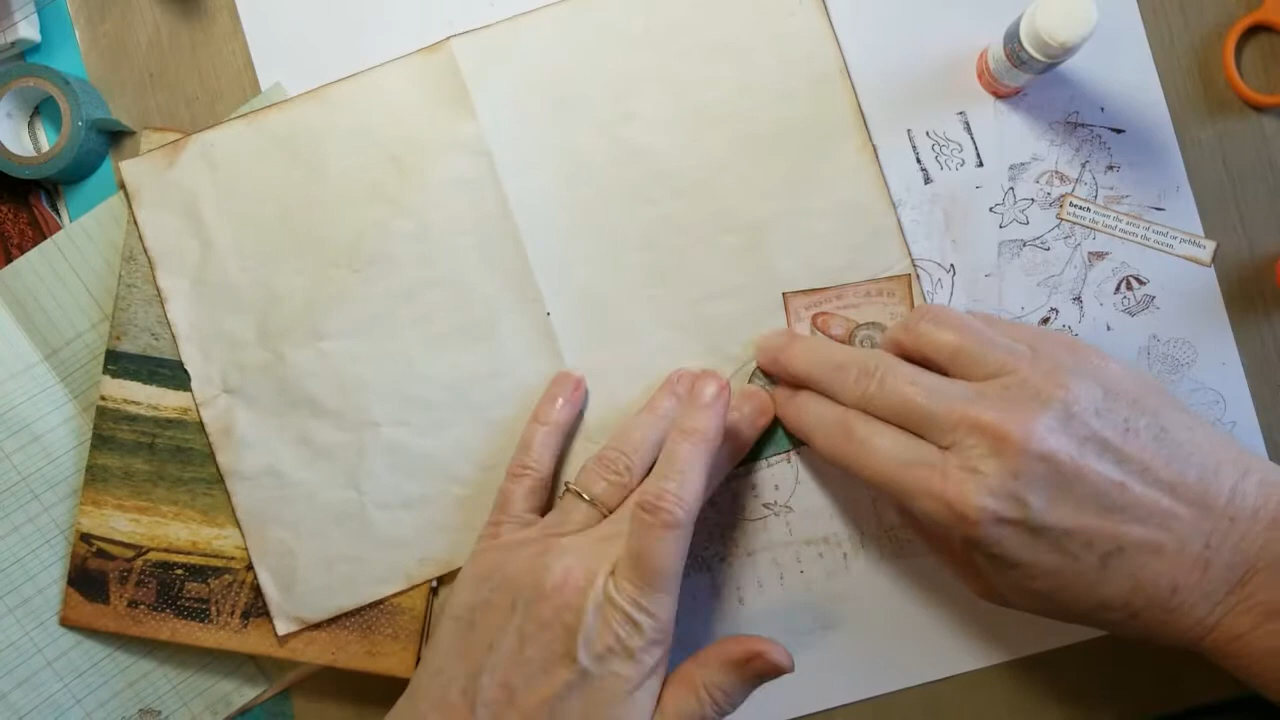 POST CARD
beach noun the area of sand or pebbles
where the land meets the ocean.